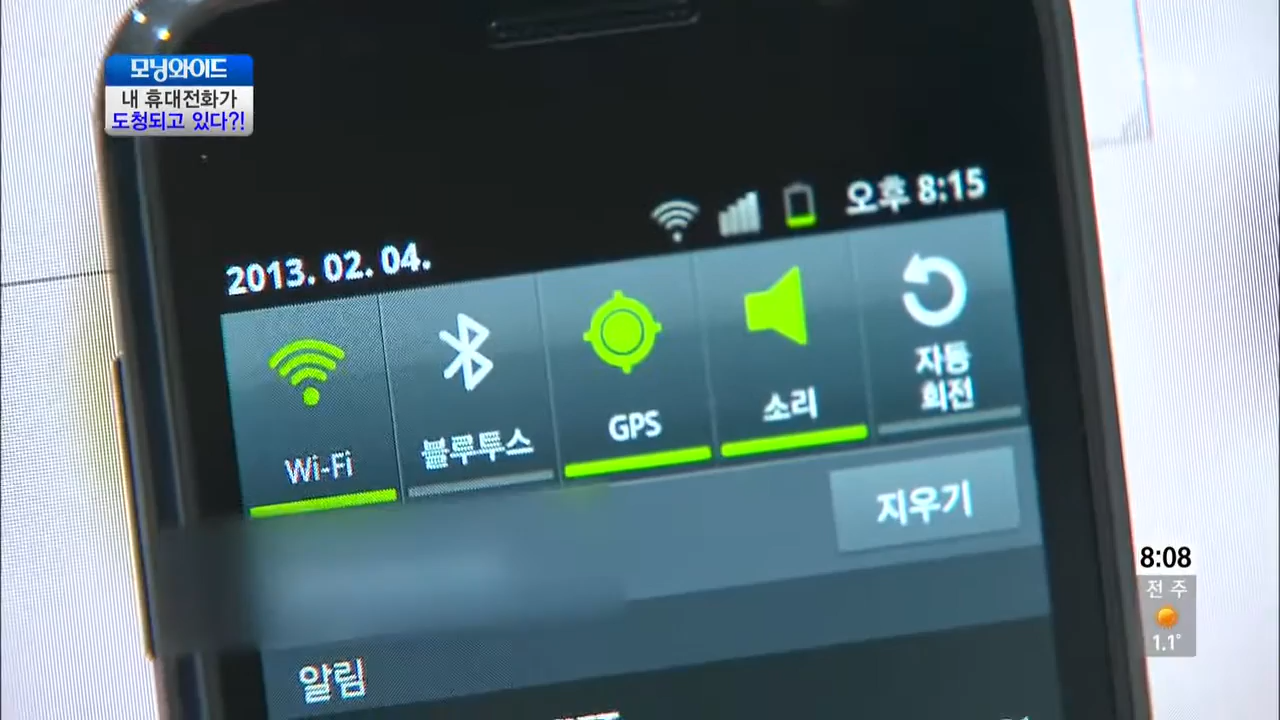 모닝와이드
내 휴대전화가
도청되고 있다?!
오후 8:15
2013. 02. 04.
Wi-Fi
블루투스
GPS
소리
자동
회전
지우기
알림
8:08
전주
1.1°